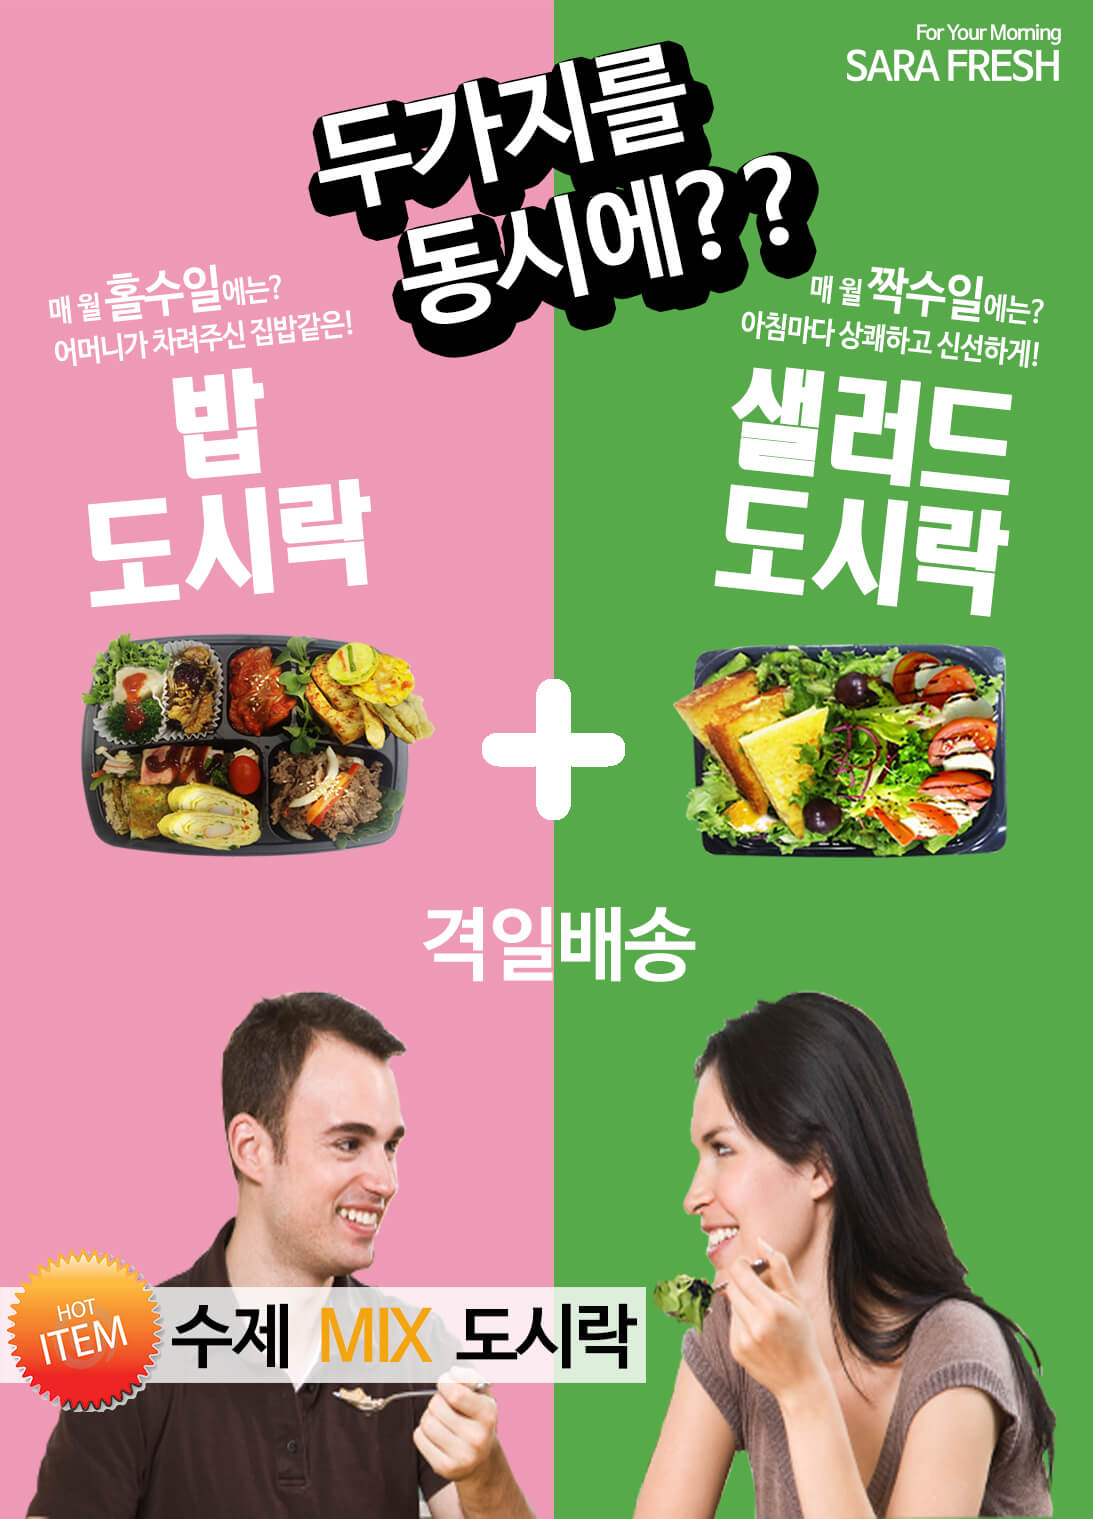 For Your Morning
SARA FRESH
두가지를
동시에??
매 월 홀수일에는?
어머니가 차려주신 집밥같은!
밥
도시락
매 월 짝수일에는?
아침마다 상쾌하고 신선하게!
샐러드
도시락
+
격일배송
HOT
ITEM
수제 MIX 도시락